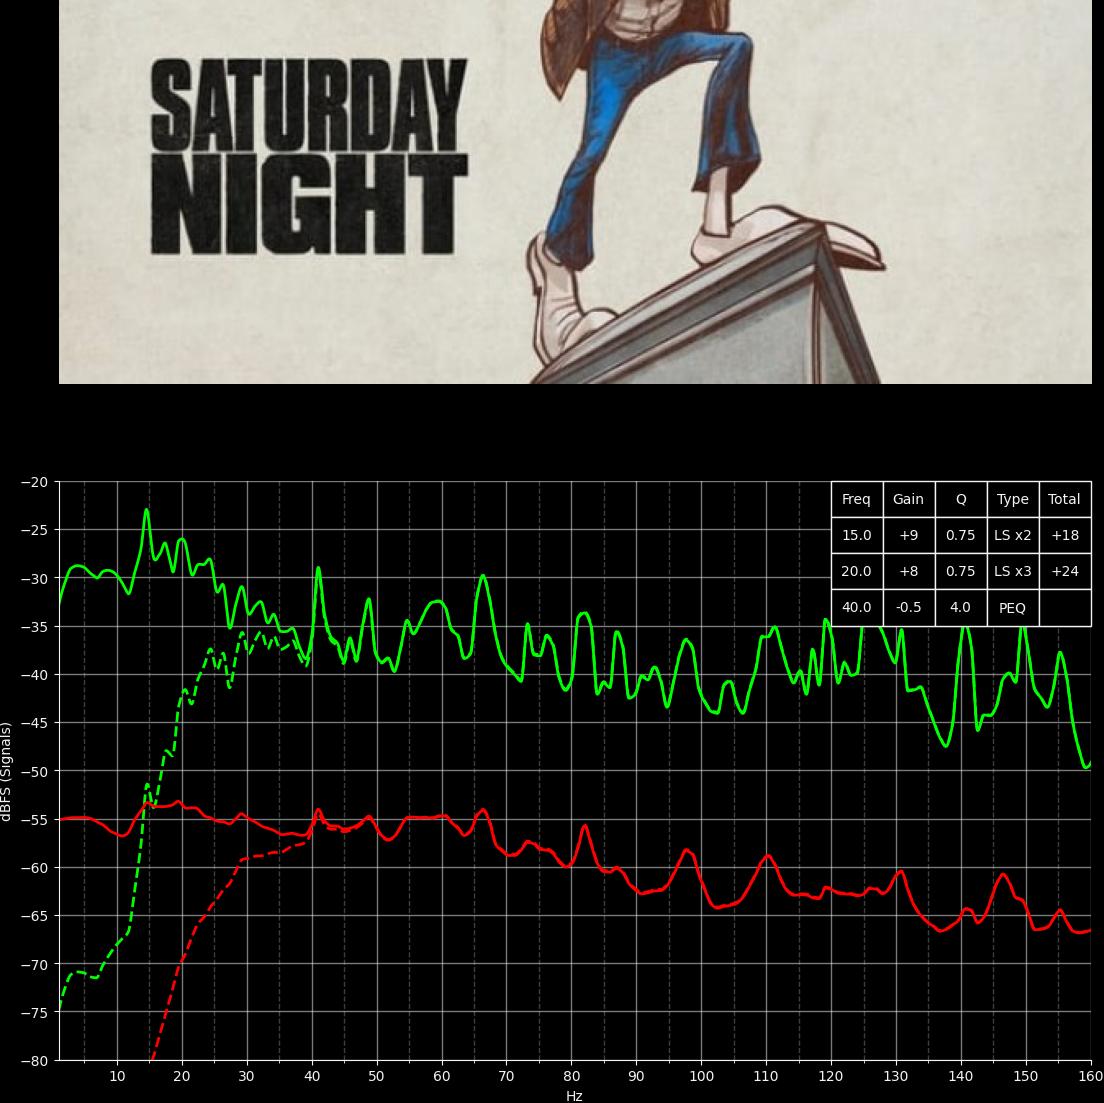 SATURDAY
NIGHT
Freq Gain Q Type Total
15.0 +9 0.75 LS x2 +18
20.0 +8 0.75 LS x3 +24
40.0 -0.5 4.0 PEQ
−20
−25
−30
−35
−40
−45
−50
−55
−60
−65
−70
−75
−80
dBFS (Signals)
10 20 30 40 50 60 70 80 90 100 110 120 130 140 150 160
Hz